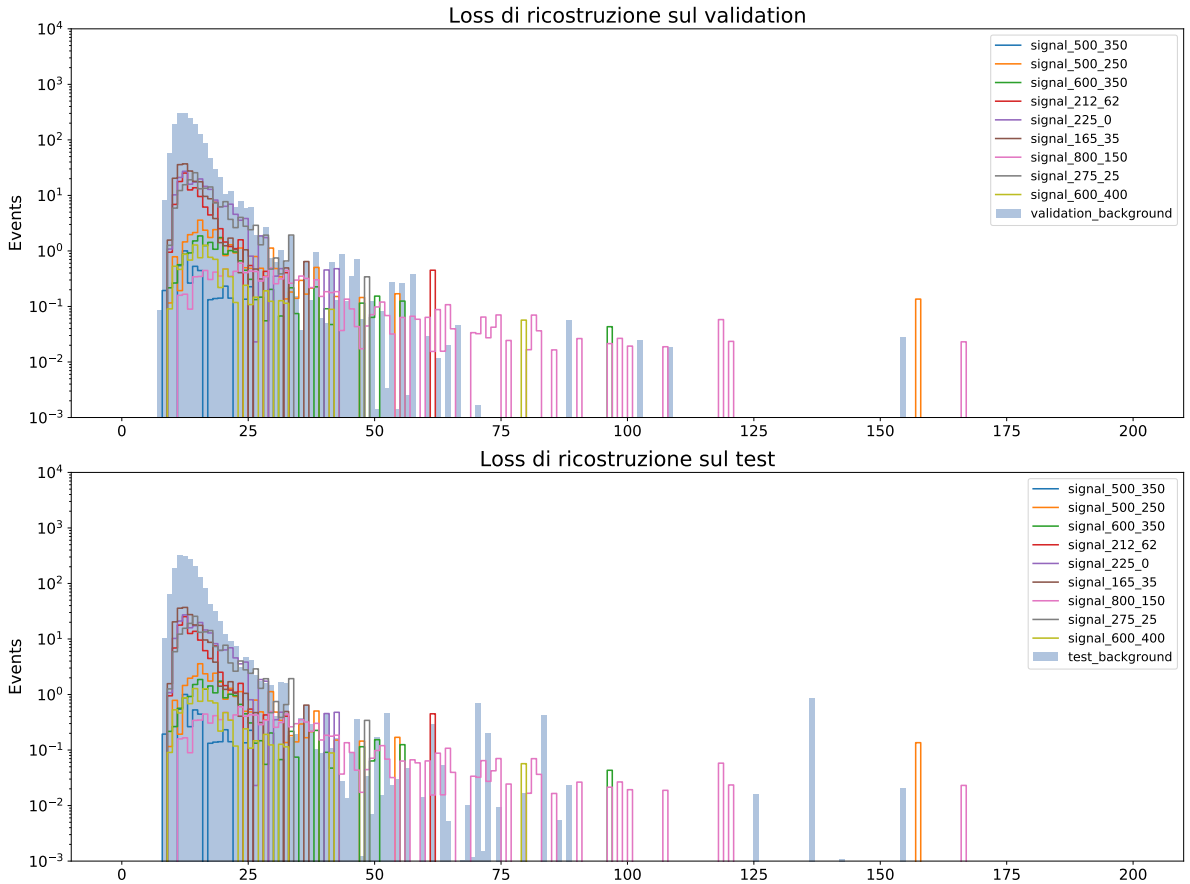 Loss di ricostruzione sul validation
10^4
10^3
10^2
10^1
10^0
10^-1
10^-2
10^-3
Events
signal_500_350
signal_500_250
signal_600_350
signal_212_62
signal_225_0
signal_165_35
signal_800_150
signal_275_25
signal_600_400
validation_background
0 25 50 75 100 125 150 175 200
Loss di ricostruzione sul test
10^4
10^3
10^2
10^1
10^0
10^-1
10^-2
10^-3
Events
signal_500_350
signal_500_250
signal_600_350
signal_212_62
signal_225_0
signal_165_35
signal_800_150
signal_275_25
signal_600_400
test_background
0 25 50 75 100 125 150 175 200